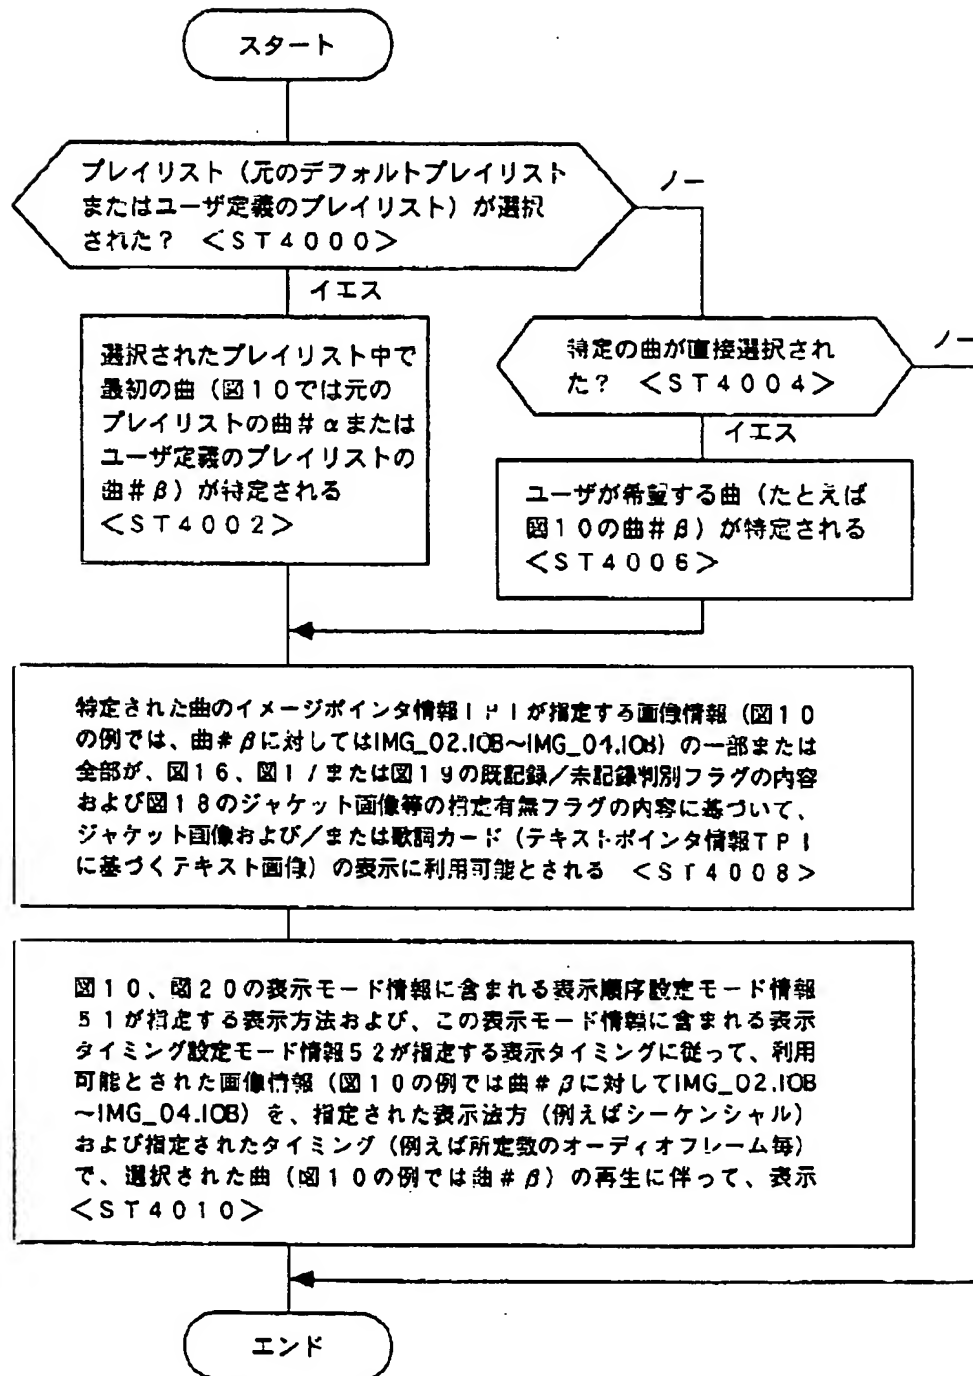 スタート
プレイリスト（元のデフォルトプレイリスト
またはユーザ定義のプレイリスト）が選択
された？ ＜ＳＴ４０００＞
ノー
イエス
選択されたプレイリスト中で
最初の曲（図１０では元の
プレイリストの曲＃αまたは
ユーザ定義のプレイリストの
曲＃β）が特定される
＜ＳＴ４００２＞
特定の曲が直接選択され
た？ ＜ＳＴ４００４＞
ノー
イエス
ユーザが希望する曲（たとえば
図１０の曲＃β）が特定される
＜ＳＴ４００６＞
特定された曲のイメージポインタ情報ＩＰＩが指定する画像情報（図１０
の例では、曲＃βに対してはIMG_02.IOB～IMG_04.IOB）の一部または
全部が、図１６、図１７または図１９の既記録／未記録判別フラグの内容
および図１８のジャケット画像等の指定有無フラグの内容に基づいて、
ジャケット画像および／または歌詞カード（テキストポインタ情報ＴＰＩ
に基づくテキスト画像）の表示に利用可能とされる ＜ＳＴ４００８＞
図１０、図２０の表示モード情報に含まれる表示順序設定モード情報
５１が指定する表示方法および、この表示モード情報に含まれる表示
タイミング設定モード情報５２が指定する表示タイミングに従って、利用
可能とされた画像情報（図１０の例では曲＃βに対してIMG_02.IOB
～IMG_04.IOB）を、指定された表示法方（例えばシーケンシャル）
および指定されたタイミング（例えば所定数のオーディオフレーム毎）
で、選択された曲（図１０の例では曲＃β）の再生に伴って、表示
＜ＳＴ４０１０＞
エンド